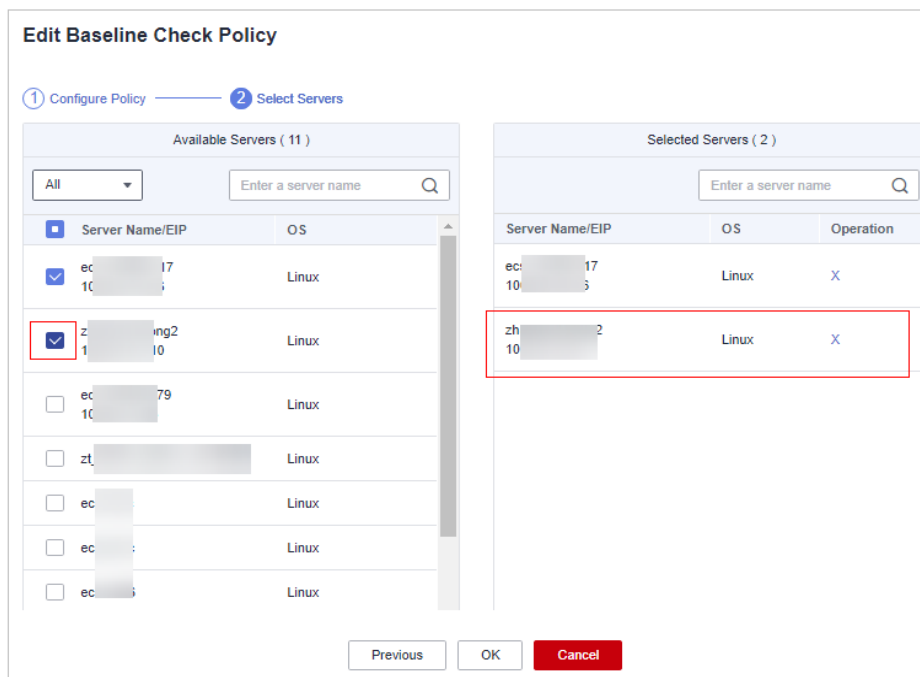 Edit Baseline Check Policy
1 Configure Policy 2 Select Servers
Available Servers ( 11 )
All Enter a server name
Server Name/EIP OS
Linux
Linux
Linux
Linux
Linux
Linux
Linux
Selected Servers ( 2 )
Enter a server name
Server Name/EIP OS Operation
Linux X
Linux X
Previous OK Cancel